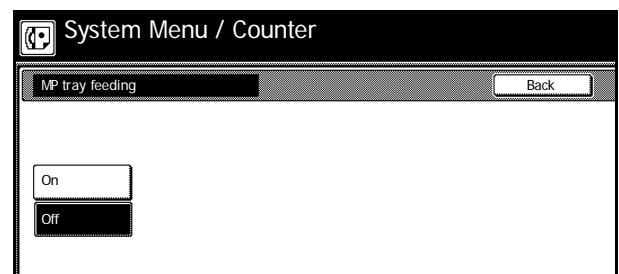 System Menu / Counter
MP tray feeding
Back
On
Off